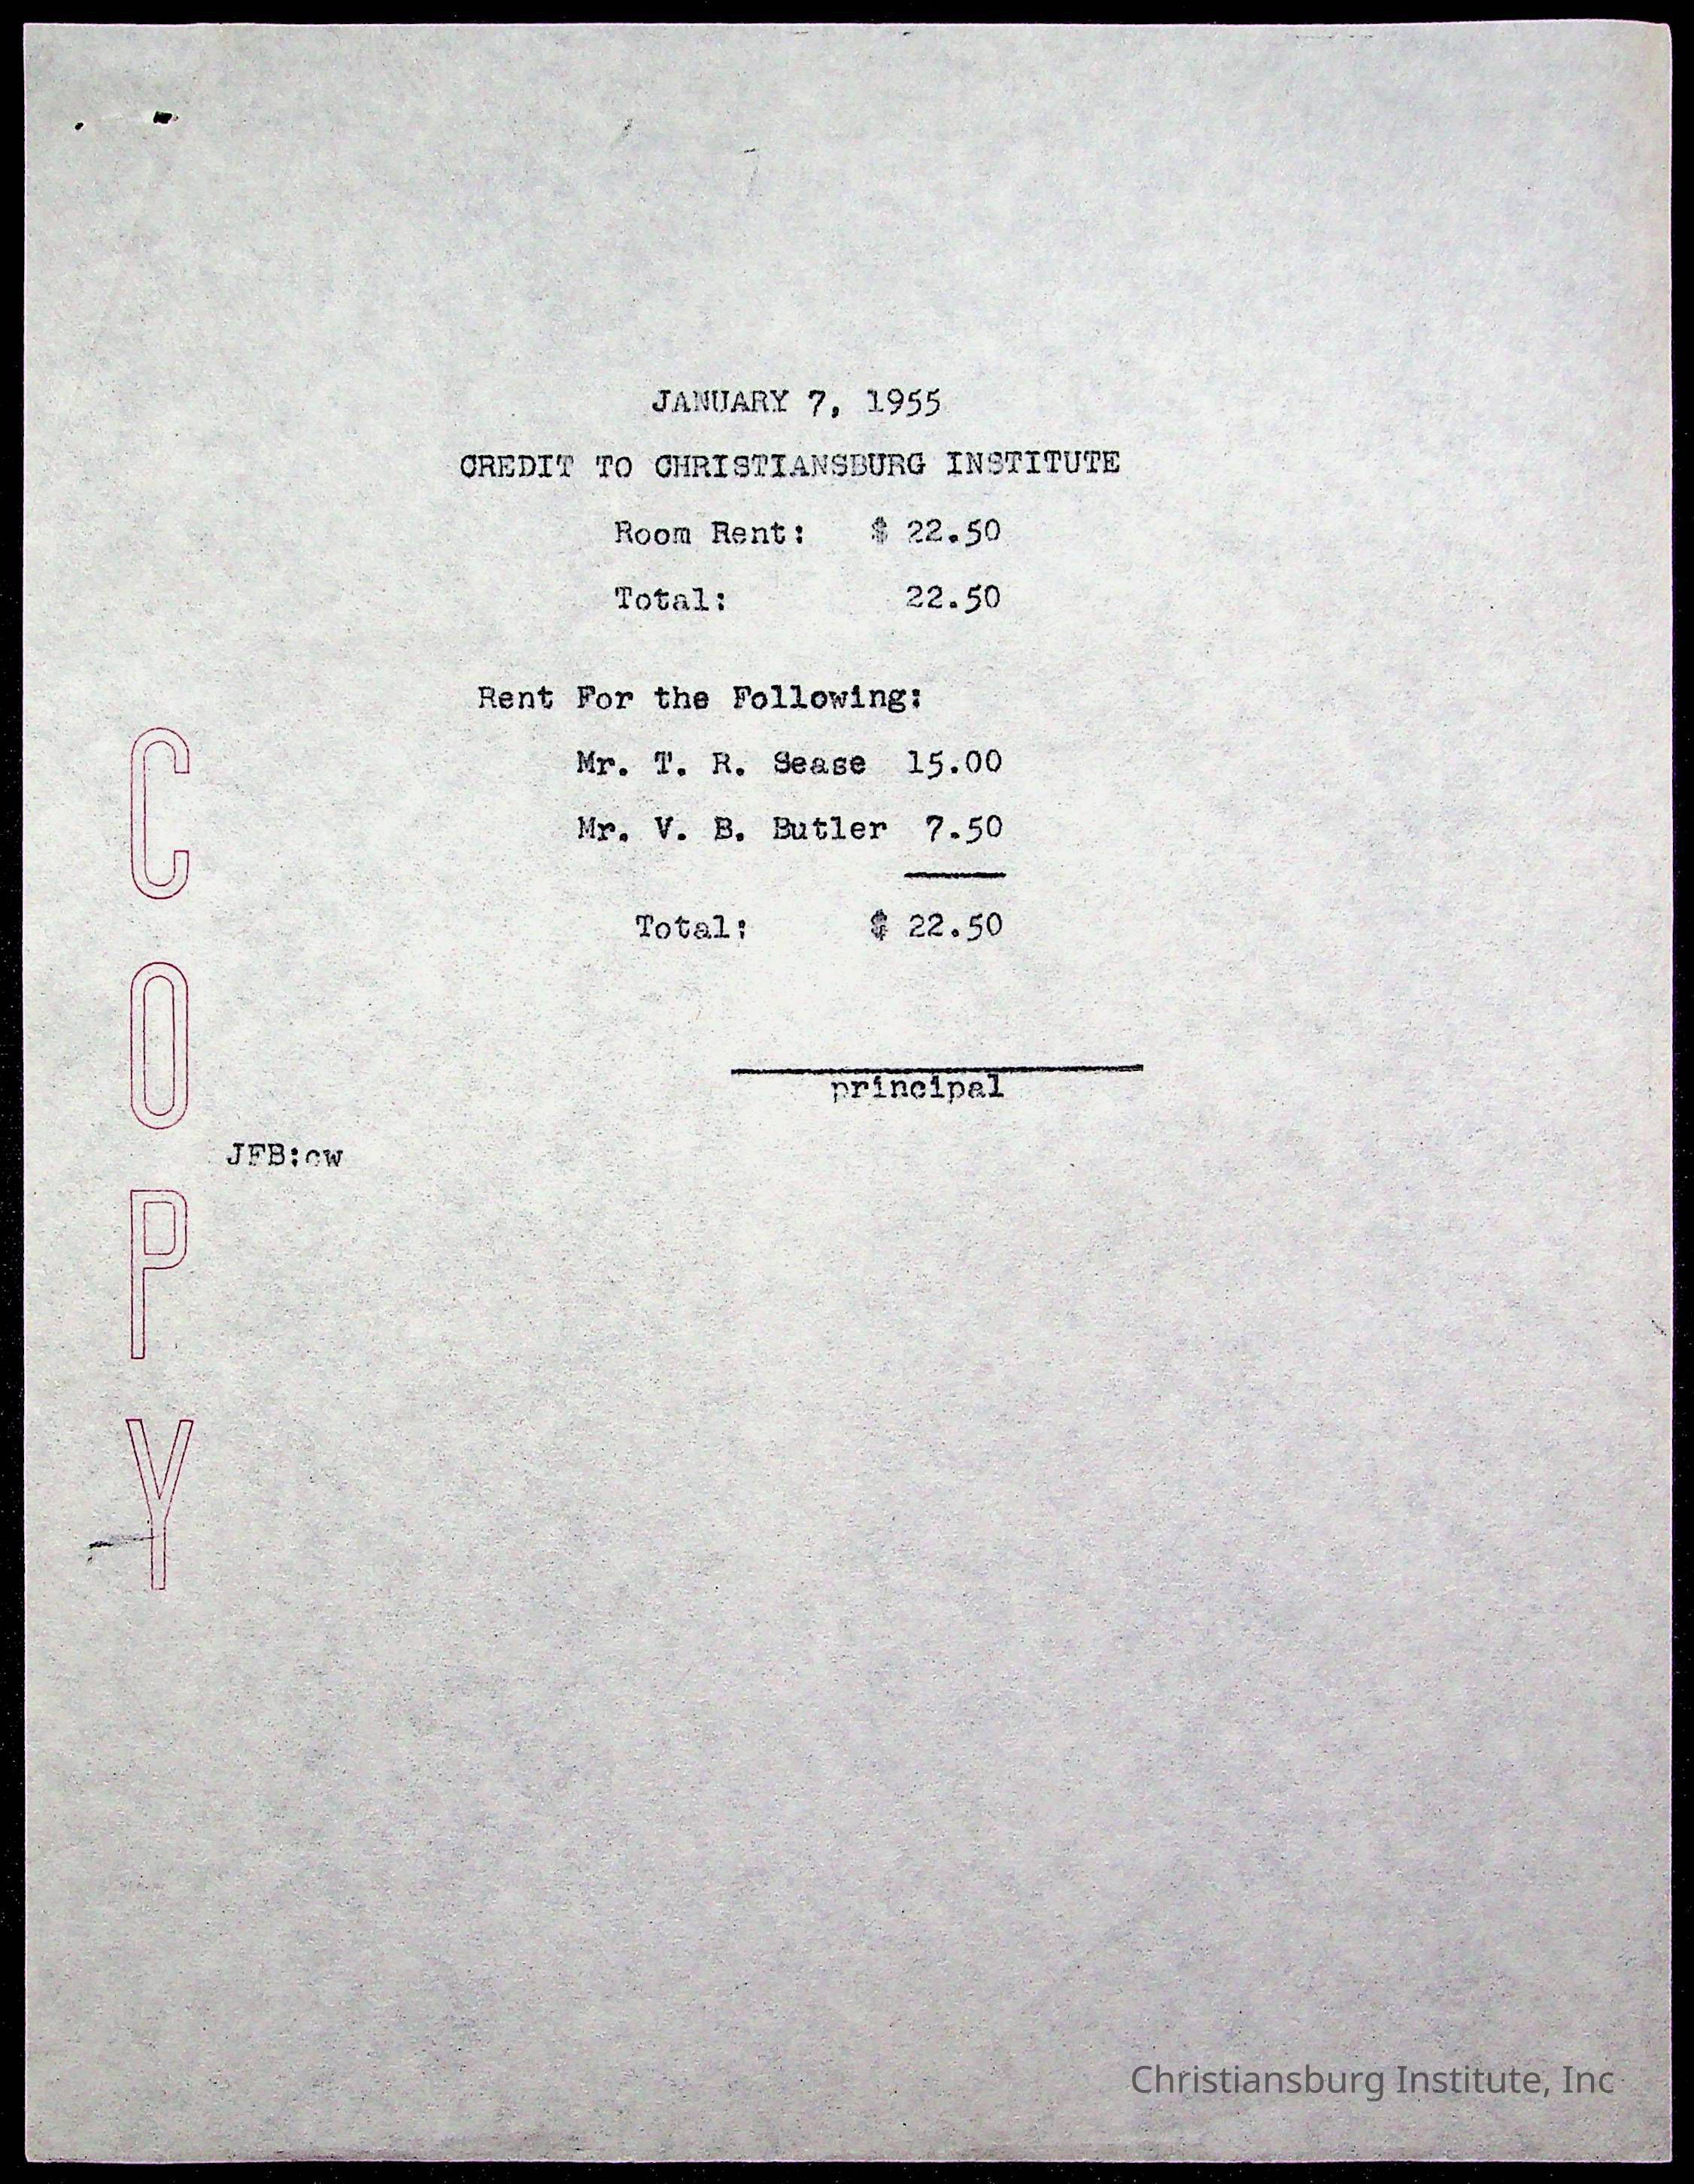 JANUARY 7, 1955
CREDIT TO CHRISTIANSBURG INSTITUTE
Room Rent: $ 22.50
Total: 22.50
Rent For the Following:
Mr. T. R. Sease 15.00
Mr. V. B. Butler 7.50
Total: $ 22.50
principal
JFB:cw
COPY
Christiansburg Institute, Inc